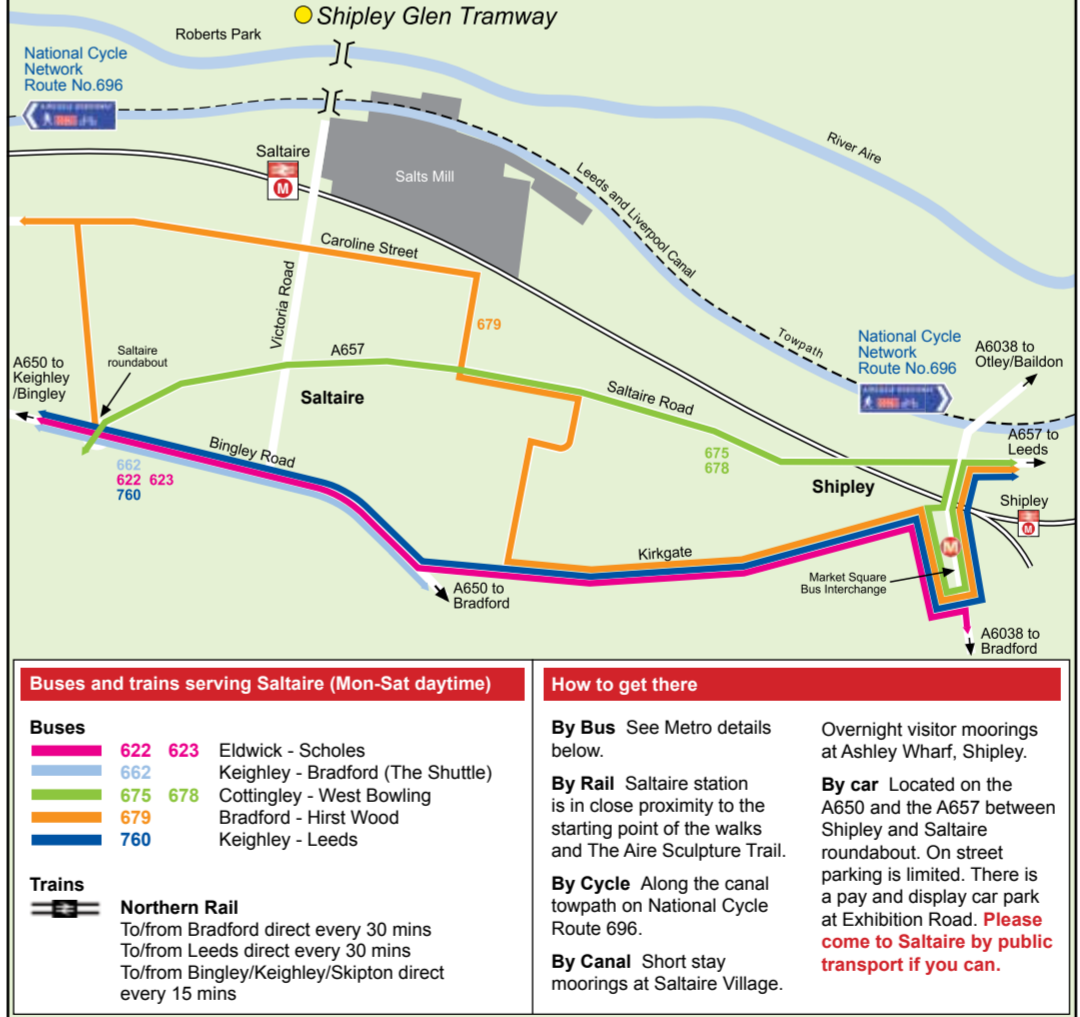 Shipley Glen Tramway
Roberts Park
National Cycle
Network
Route No.696
River Aire
Saltaire
M
Salts Mill
Leeds and Liverpool Canal
Caroline Street
Victoria Road
679
Towpath
National Cycle
Network
Route No.696
A6038 to
Otley/Baildon
A650 to
Keighley
/Bingley
Saltaire
roundabout
A657
Saltaire
Saltaire Road
A657 to
Leeds
Bingley Road
662
622 623
760
675
678
Shipley
Shipley
M
M
Kirkgate
Market Square
Bus Interchange
A650 to
Bradford
A6038 to
Bradford
Buses and trains serving Saltaire (Mon-Sat daytime)
Buses
622 623 Eldwick - Scholes
662 Keighley - Bradford (The Shuttle)
675 678 Cottingley - West Bowling
679 Bradford - Hirst Wood
760 Keighley - Leeds
Trains
Northern Rail
To/from Bradford direct every 30 mins
To/from Leeds direct every 30 mins
To/from Bingley/Keighley/Skipton direct
every 15 mins
How to get there
By Bus See Metro details
below.
By Rail Saltaire station
is in close proximity to the
starting point of the walks
and The Aire Sculpture Trail.
By Cycle Along the canal
towpath on National Cycle
Route 696.
By Canal Short stay
moorings at Saltaire Village.
Overnight visitor moorings
at Ashley Wharf, Shipley.
By car Located on the
A650 and the A657 between
Shipley and Saltaire
roundabout. On street
parking is limited. There is
a pay and display car park
at Exhibition Road. Please
come to Saltaire by public
transport if you can.